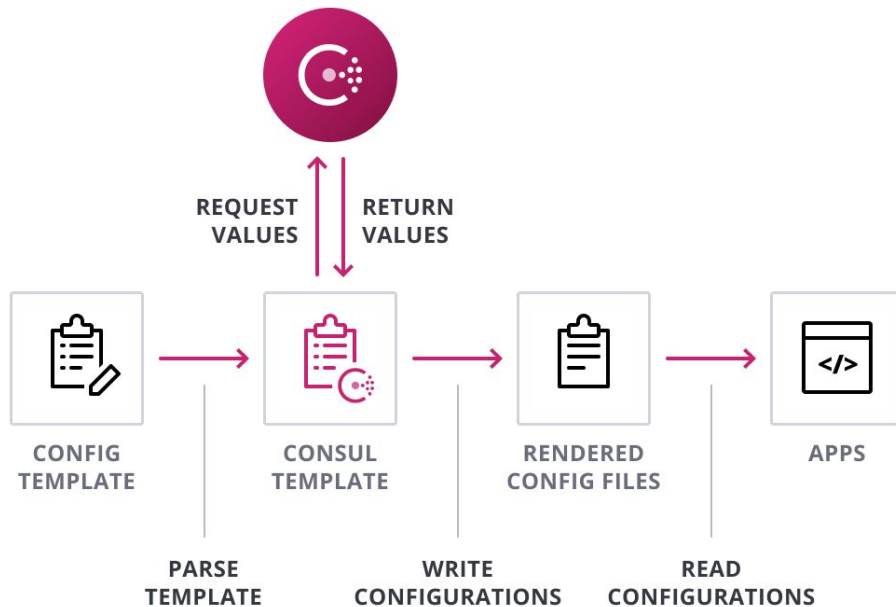 REQUEST
VALUES
RETURN
VALUES
CONFIG
TEMPLATE
CONSUL
TEMPLATE
RENDERED
CONFIG FILES
</>
APPS
PARSE
TEMPLATE
WRITE
CONFIGURATIONS
READ
CONFIGURATIONS